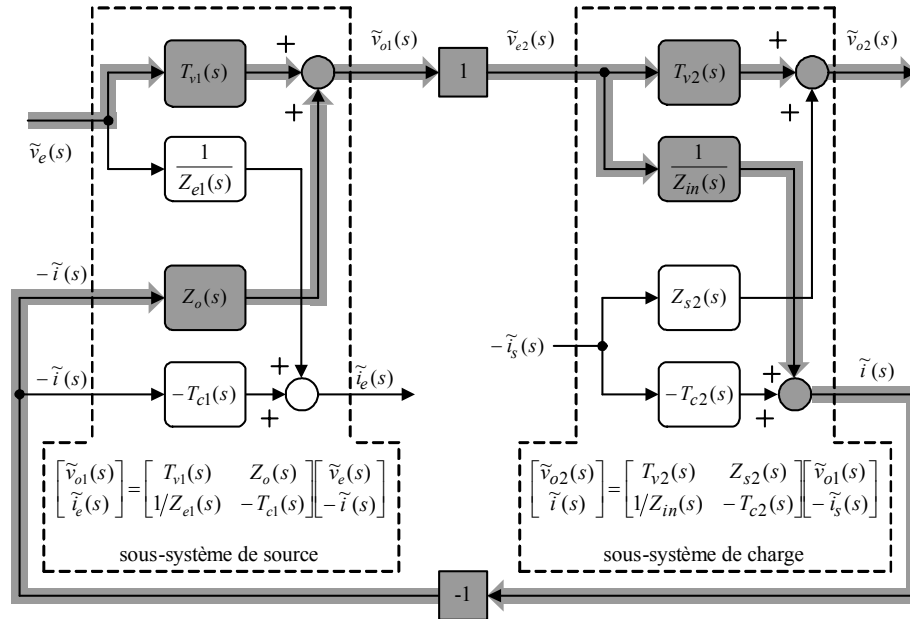 ṽo1(s) ṽe2(s) ṽo2(s)
+ +
Tv1(s) 1 Tv2(s)
+ +
ṽe(s)
1/Ze1(s) 1/Zin(s)
−ĩ(s)
Zo(s) Zs2(s)
−ĩs(s)
−ĩ(s) + ĩe(s) + ĩ(s)
−Tc1(s) −Tc2(s)
+ +
[ṽo1(s)] = [Tv1(s) Zo(s)] [ṽe(s)]
[ĩe(s)] [1/Ze1(s) −Tc1(s)] [−ĩ(s)]
sous-système de source
[ṽo2(s)] = [Tv2(s) Zs2(s)] [ṽo1(s)]
[ĩ(s)] [1/Zin(s) −Tc2(s)] [−ĩs(s)]
sous-système de charge
-1